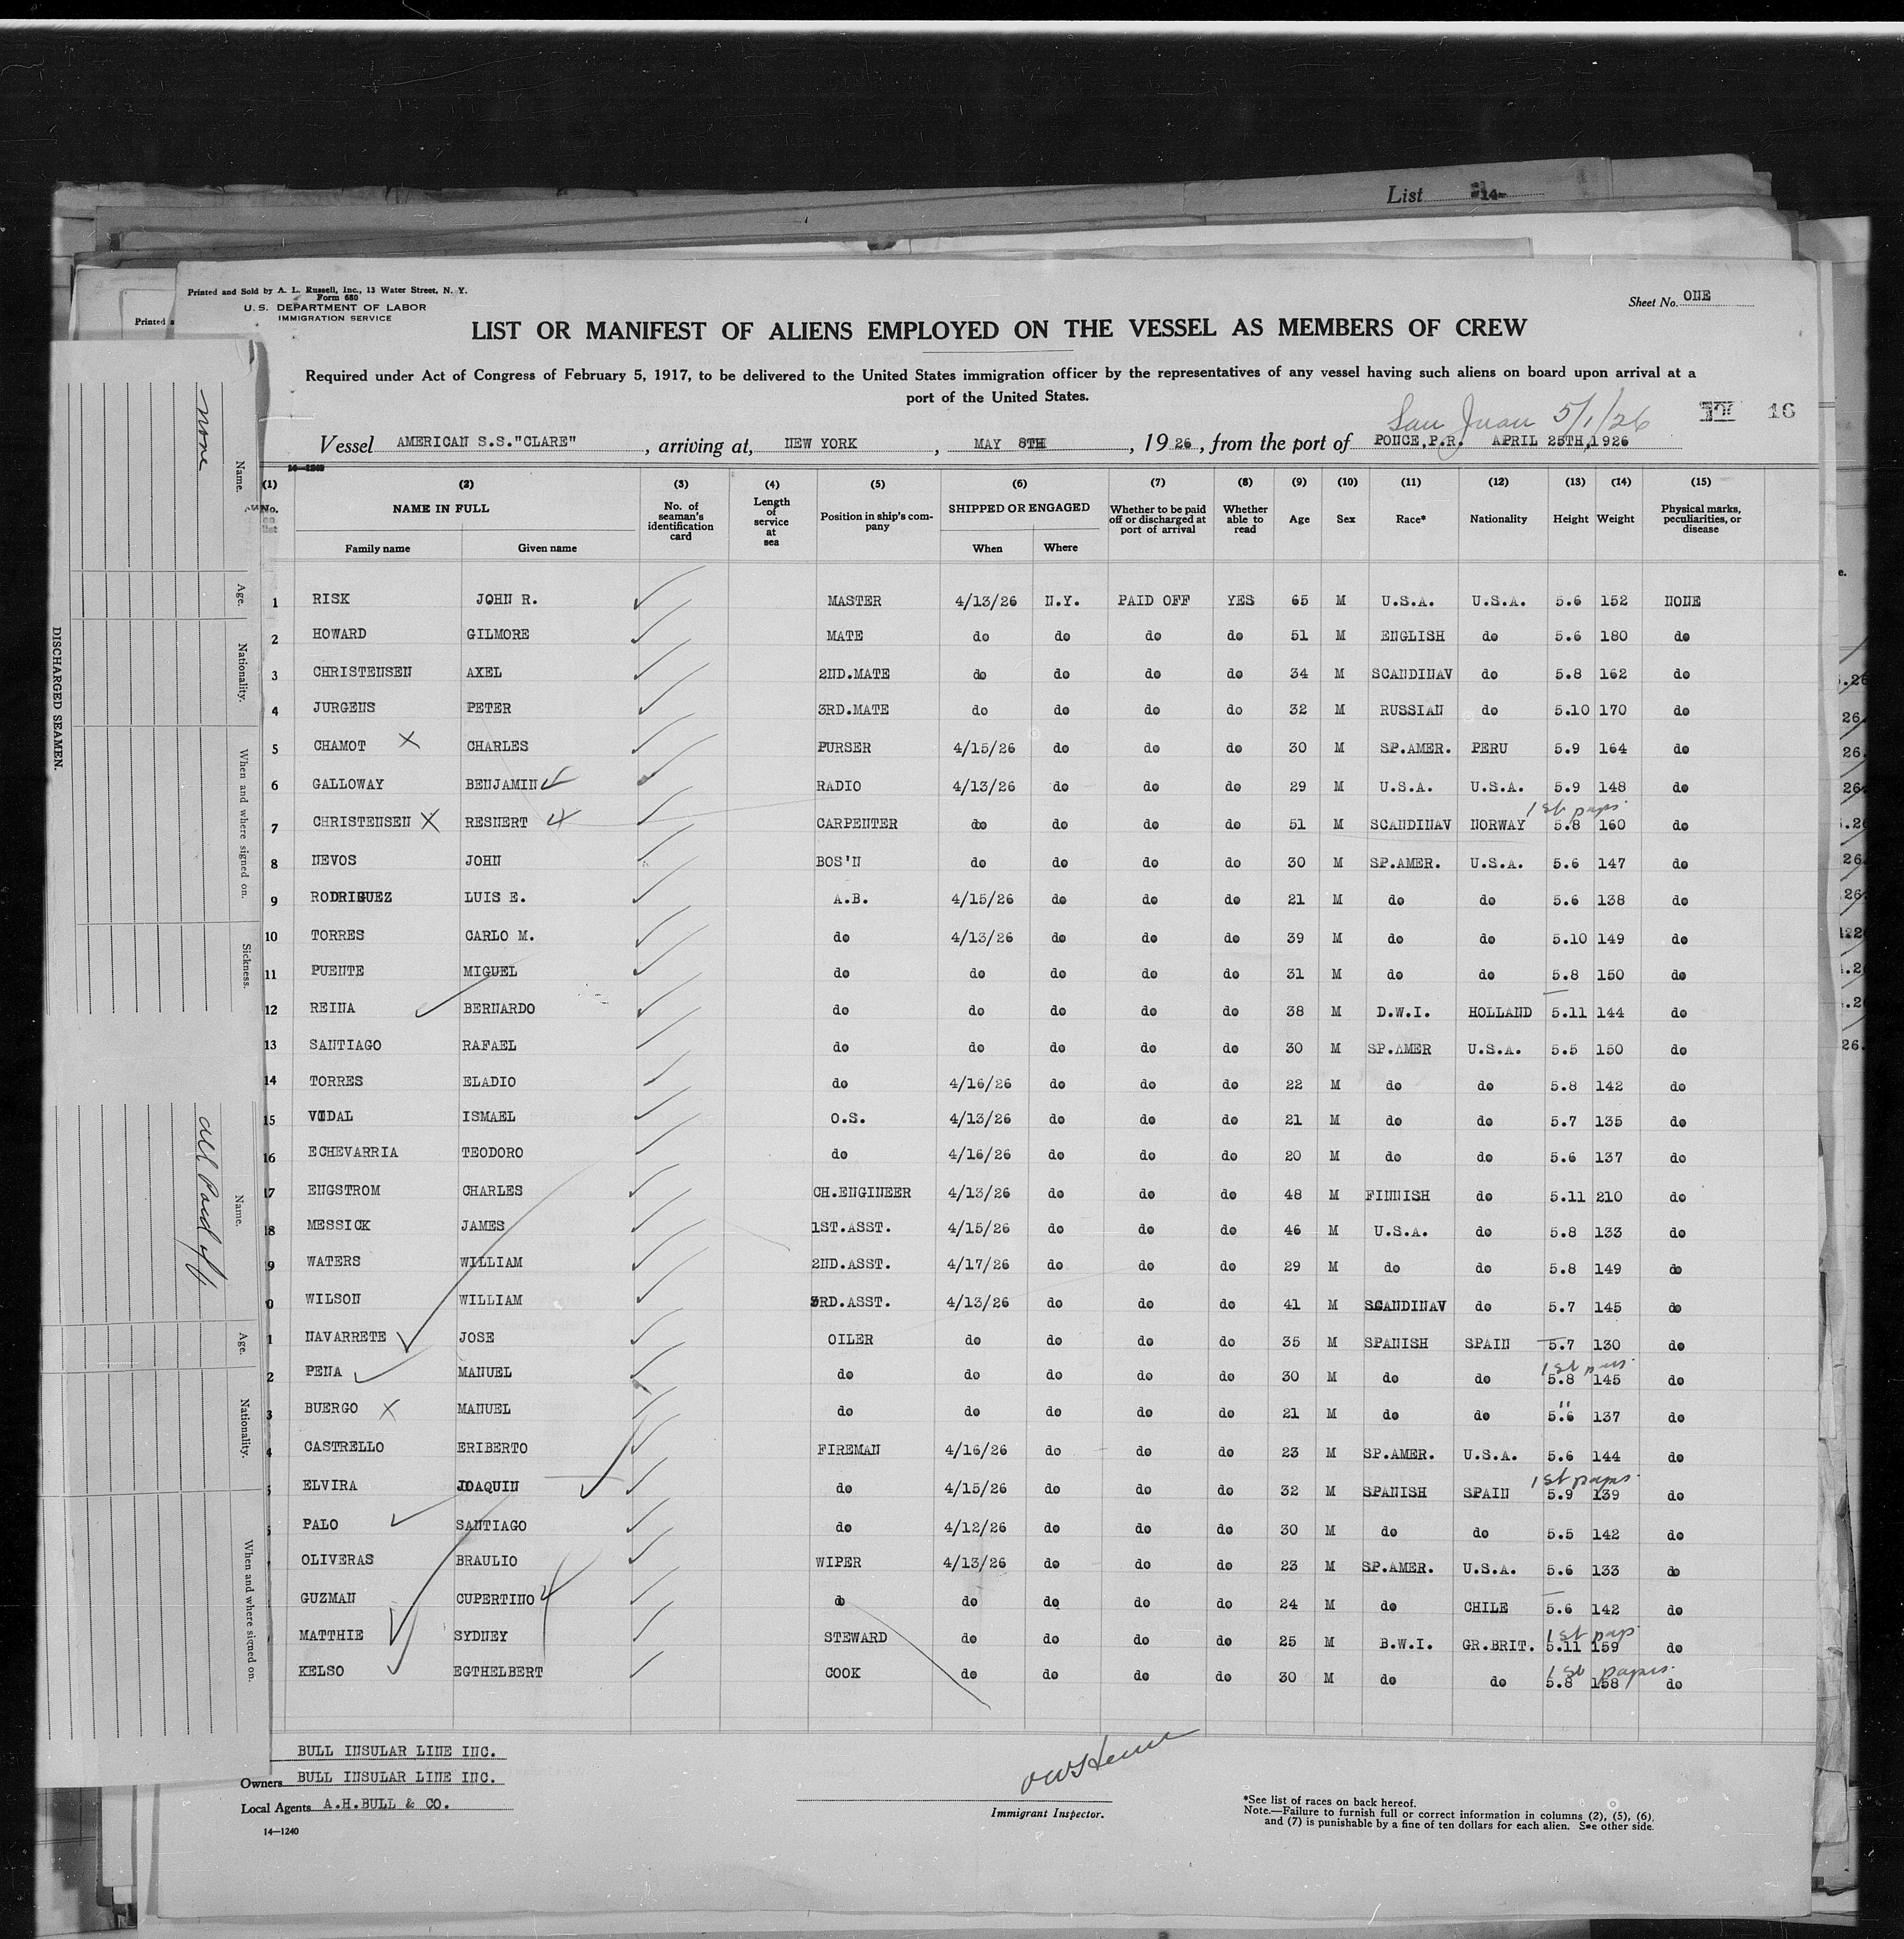 List 14-
Printed and Sold by A. L. Russell, Inc., 13 Water Street, N. Y.
Form 680
U. S. DEPARTMENT OF LABOR
IMMIGRATION SERVICE
Printed a
Sheet No. ONE
LIST OR MANIFEST OF ALIENS EMPLOYED ON THE VESSEL AS MEMBERS OF CREW
Required under Act of Congress of February 5, 1917, to be delivered to the United States immigration officer by the representatives of any vessel having such aliens on board upon arrival at a
port of the United States.
San Juan 5/1/26
16
Vessel AMERICAN S.S."CLARE", arriving at, NEW YORK, MAY 8TH, 1926, from the port of PONCE,P.R. APRIL 25TH,1926
14—1240
(1) (2) (3) (4) (5) (6) (7) (8) (9) (10) (11) (12) (13) (14) (15)
No. on list NAME IN FULL Family name Given name No. of seaman's identification card Length of service at sea Position in ship's company SHIPPED OR ENGAGED When Where Whether to be paid off or discharged at port of arrival Whether able to read Age Sex Race* Nationality Height Weight Physical marks, peculiarities, or disease
1 RISK JOHN R. MASTER 4/13/26 N.Y. PAID OFF YES 65 M U.S.A. U.S.A. 5.6 152 NONE
2 HOWARD GILMORE MATE do do do do 51 M ENGLISH do 5.6 180 do
3 CHRISTENSEN AXEL 2ND.MATE do do do do 34 M SCANDINAV do 5.8 162 do
4 JURGENS PETER 3RD.MATE do do do do 32 M RUSSIAN do 5.10 170 do
5 CHAMOT X CHARLES PURSER 4/15/26 do do do 30 M SP.AMER. PERU 5.9 164 do
6 GALLOWAY BENJAMIN RADIO 4/13/26 do do do 29 M U.S.A. U.S.A. 5.9 148 do
1st paps.
7 CHRISTENSEN X RESNERT CARPENTER do do do do 51 M SCANDINAV NORWAY 5.8 160 do
8 NEVOS JOHN BOS'N do do do do 30 M SP.AMER. U.S.A. 5.6 147 do
9 RODRIGUEZ LUIS E. A.B. 4/15/26 do do do 21 M do do 5.6 138 do
10 TORRES CARLO M. do 4/13/26 do do do 39 M do do 5.10 149 do
11 PUENTE MIGUEL do do do do do 31 M do do 5.8 150 do
12 REINA BERNARDO do do do do do 38 M D.W.I. HOLLAND 5.11 144 do
13 SANTIAGO RAFAEL do do do do do 30 M SP.AMER U.S.A. 5.5 150 do
14 TORRES ELADIO do 4/16/26 do do do 22 M do do 5.8 142 do
15 VIDAL ISMAEL O.S. 4/13/26 do do do 21 M do do 5.7 135 do
16 ECHEVARRIA TEODORO do 4/16/26 do do do 20 M do do 5.6 137 do
17 ENGSTROM CHARLES CH.ENGINEER 4/13/26 do do do 48 M FINNISH do 5.11 210 do
18 MESSICK JAMES 1ST.ASST. 4/15/26 do do do 46 M U.S.A. do 5.8 133 do
9 WATERS WILLIAM 2ND.ASST. 4/17/26 do do do 29 M do do 5.8 149 do
0 WILSON WILLIAM 3RD.ASST. 4/13/26 do do do 41 M SCANDINAV do 5.7 145 do
1 NAVARRETE JOSE OILER do do do do 35 M SPANISH SPAIN 5.7 130 do
1st paps.
2 PENA MANUEL do do do do do 30 M do do 5.8 145 do
"
3 BUERGO X MANUEL do do do do do 21 M do do 5.6 137 do
4 CASTRELLO ERIBERTO FIREMAN 4/16/26 do do do 23 M SP.AMER. U.S.A. 5.6 144 do
1st paps.
5 ELVIRA JOAQUIN do 4/15/26 do do do 32 M SPANISH SPAIN 5.9 139 do
PALO SANTIAGO do 4/12/26 do do do 30 M do do 5.5 142 do
OLIVERAS BRAULIO WIPER 4/13/26 do do do 23 M SP.AMER. U.S.A. 5.6 133 do
GUZMAN CUPERTINO do do do do do 24 M do CHILE 5.6 142 do
1st pap.
MATTHIE SYDNEY STEWARD do do do do 25 M B.W.I. GR.BRIT. 5.11 159 do
1st papers.
KELSO EGTHELBERT COOK do do do do 30 M do do 5.8 158 do
BULL INSULAR LINE INC.
Owners BULL INSULAR LINE INC.
Local Agents A.H.BULL & CO.
14—1240
Immigrant Inspector.
*See list of races on back hereof.
Note.—Failure to furnish full or correct information in columns (2), (5), (6),
and (7) is punishable by a fine of ten dollars for each alien. See other side.
DISCHARGED SEAMEN.
none
Name.
Age.
Nationality.
When and where signed on.
Sickness.
All Paid off
Name.
Age.
Nationality.
When and where signed on.